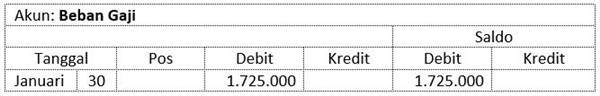 Akun: Beban Gaji
Saldo
Tanggal Pos Debit Kredit Debit Kredit
Januari 30 1.725.000 1.725.000